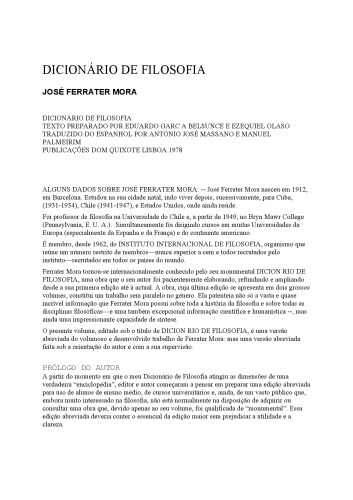 DICIONÁRIO DE FILOSOFIA
JOSÉ FERRATER MORA
DICIONÁRIO DE FILOSOFIA
TEXTO PREPARADO POR EDUARDO GARC A BELSUNCE E EZEQUIEL OLASO
TRADUZIDO DO ESPANHOL POR ANTÓNIO JOSÉ MASSANO E MANUEL
PALMEIRIM
PUBLICAÇÕES DOM QUIXOTE LISBOA 1978
ALGUNS DADOS SOBRE JOSÉ FERRATER MORA: -- José Ferrater Mora nasceu em 1912,
em Barcelona. Estudou na sua cidade natal, indo viver depois, sucessivamente, para Cuba,
(1931-1934), Chile (1941-1947), e Estados Unidos, onde ainda reside.
Foi professor de filosofia na Universidade do Chile e, a partir de 1949, no Bryn Mawr College
(Pennsylvania, E. U. A.). Simultaneamente foi dirigindo cursos em muitas Universidades da
Europa (especialmente da Espanha e da França) e do continente americano.
É membro, desde 1962, do INSTITUTO INTERNACIONAL DE FILOSOFIA, organismo que
reúne um número restrito de membros—nunca superior a cem e todos recrutados pelo
instituto—recrutados em todos os países do mundo.
Ferrater Mora tornou-se internacionalmente conhecido pelo seu monumental DICION RIO DE
FILOSOFIA, uma obra que o seu autor foi pacientemente elaborando, refundindo e ampliando
desde a sua primeira edição até à actual. A obra, cuja última edição se apresenta em dois grossos
volumes, constitui um trabalho sem paralelo no género. Ela patenteia não só a vasta e quase
incrível informação que Possui Ferrater Mora sobre toda a história da filosofia e sobre todas as
disciplinas filosóficas—e uma também excepcional informação científica e humanística --, mas
ainda uma impressionante capacidade de síntese.
O presente volume, editado sob o título de DICION RIO DE FILOSOFIA, é uma versão
abreviada do volumoso e desenvolvido trabalho de Ferrater Mora: mas uma versão abreviada
feita sob a orientação do autor e com a sua supervisão.
PRÓLOGO DO AUTOR
A partir do momento em que o meu Dicionário de Filosofia atingiu as dimensões de uma
verdadeira “enciclopédia”, editor e autor começaram a pensar em preparar uma edição abreviada
para uso de alunos de ensino médio, de cursos universitários e, ainda, de um vasto público que,
embora muito interessado na filosofia, não está normalmente na disposição de adquirir ou
consultar uma obra que, devido apenas ao seu volume, foi qualificada de “monumental”. Essa
edição abreviada deveria conter o essencial da edição maior sem prejudicar a utilidade e a
clareza.